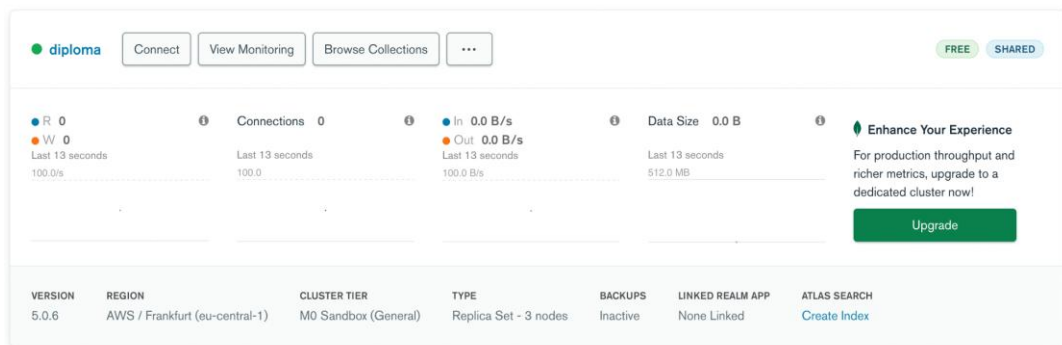 diploma
Connect
View Monitoring
Browse Collections
...
FREE
SHARED
R 0
W 0
Last 13 seconds
100.0/s
Connections 0
Last 13 seconds
100.0
In 0.0 B/s
Out 0.0 B/s
Last 13 seconds
100.0 B/s
Data Size 0.0 B
Last 13 seconds
512.0 MB
Enhance Your Experience
For production throughput and
richer metrics, upgrade to a
dedicated cluster now!
Upgrade
VERSION
5.0.6
REGION
AWS / Frankfurt (eu-central-1)
CLUSTER TIER
M0 Sandbox (General)
TYPE
Replica Set - 3 nodes
BACKUPS
Inactive
LINKED REALM APP
None Linked
ATLAS SEARCH
Create Index